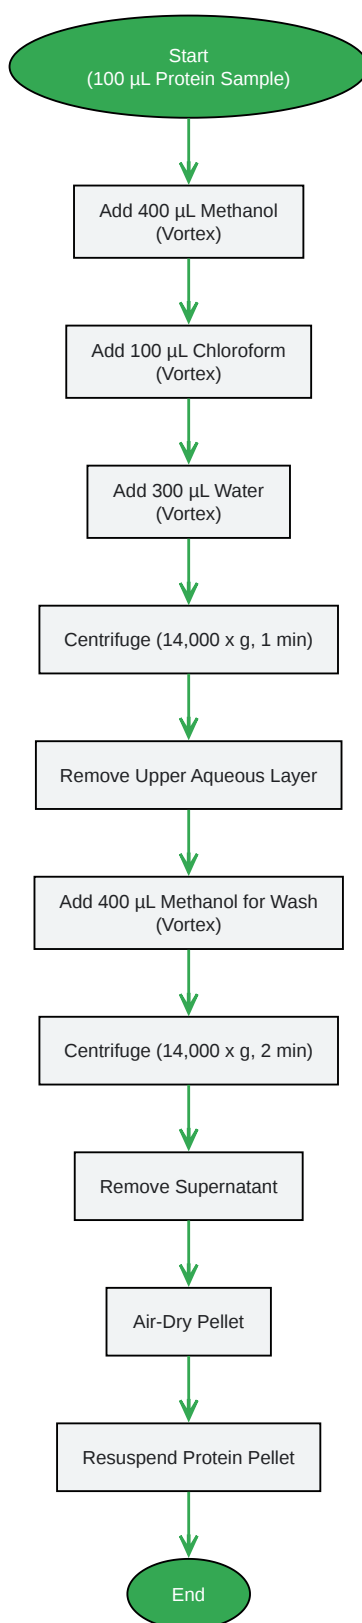 Start
(100 µL Protein Sample)
Add 400 µL Methanol
(Vortex)
Add 100 µL Chloroform
(Vortex)
Add 300 µL Water
(Vortex)
Centrifuge (14,000 x g, 1 min)
Remove Upper Aqueous Layer
Add 400 µL Methanol for Wash
(Vortex)
Centrifuge (14,000 x g, 2 min)
Remove Supernatant
Air-Dry Pellet
Resuspend Protein Pellet
End